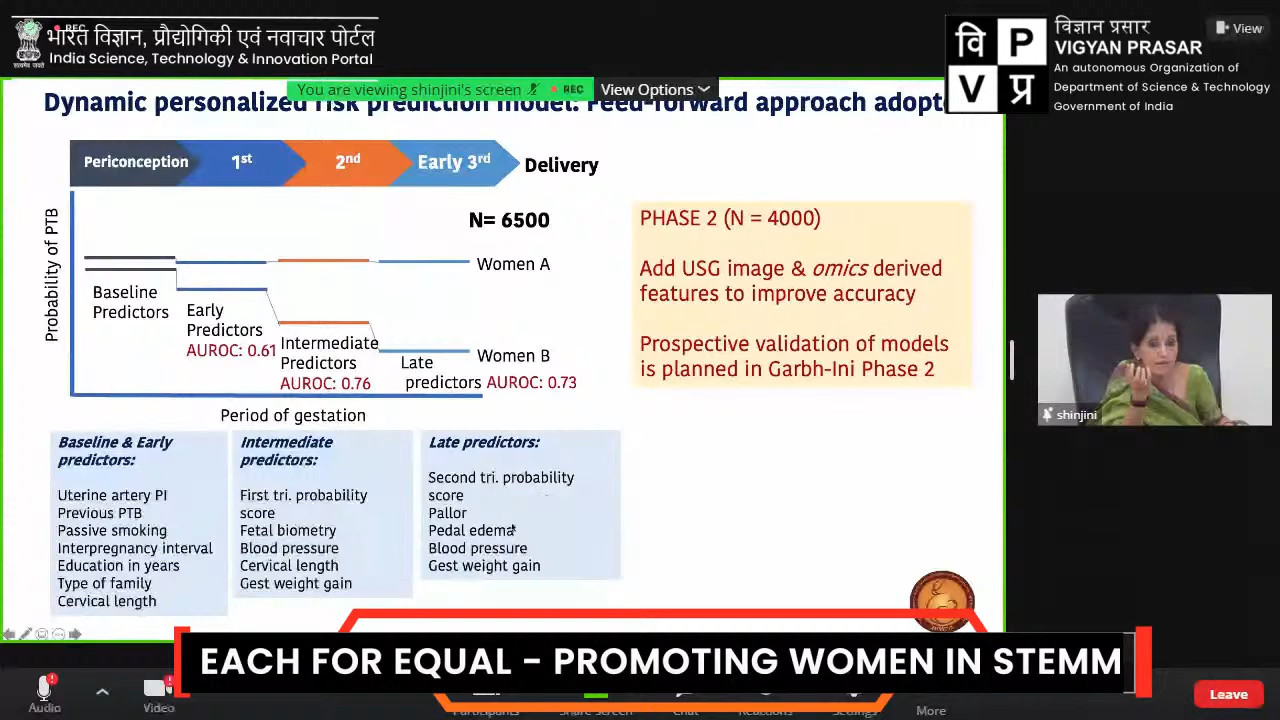 REC
भारत विज्ञान, प्रौद्योगिकी एवं नवाचार पोर्टल
India Science, Technology & Innovation Portal
वि P
V प्र
विज्ञान प्रसार
VIGYAN PRASAR
An autonomous Organization of
Department of Science & Technology
Government of India
View
You are viewing shinjini's screen REC View Options
Dynamic personalized risk prediction model: Feed-forward approach adopt
Periconception 1st 2nd Early 3rd Delivery
Probability of PTB
N= 6500
Women A
Baseline
Predictors
Early
Predictors
AUROC: 0.61
Intermediate
Predictors
AUROC: 0.76
Late
predictors AUROC: 0.73
Women B
Period of gestation
PHASE 2 (N = 4000)
Add USG image & omics derived
features to improve accuracy
Prospective validation of models
is planned in Garbh-Ini Phase 2
Baseline & Early
predictors:
Uterine artery PI
Previous PTB
Passive smoking
Interpregnancy interval
Education in years
Type of family
Cervical length
Intermediate
predictors:
First tri. probability
score
Fetal biometry
Blood pressure
Cervical length
Gest weight gain
Late predictors:
Second tri. probability
score
Pallor
Pedal edema
Blood pressure
Gest weight gain
shinjini
EACH FOR EQUAL - PROMOTING WOMEN IN STEMM
Audio
Video
Participants
Share Screen
Chat
Reactions
Settings
More
Leave